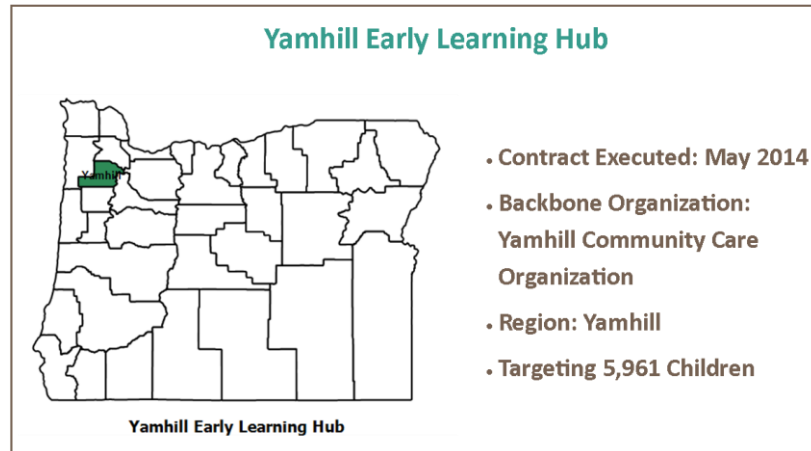 Yamhill Early Learning Hub
Yamhill
Yamhill Early Learning Hub
• Contract Executed: May 2014
• Backbone Organization:
Yamhill Community Care
Organization
• Region: Yamhill
• Targeting 5,961 Children